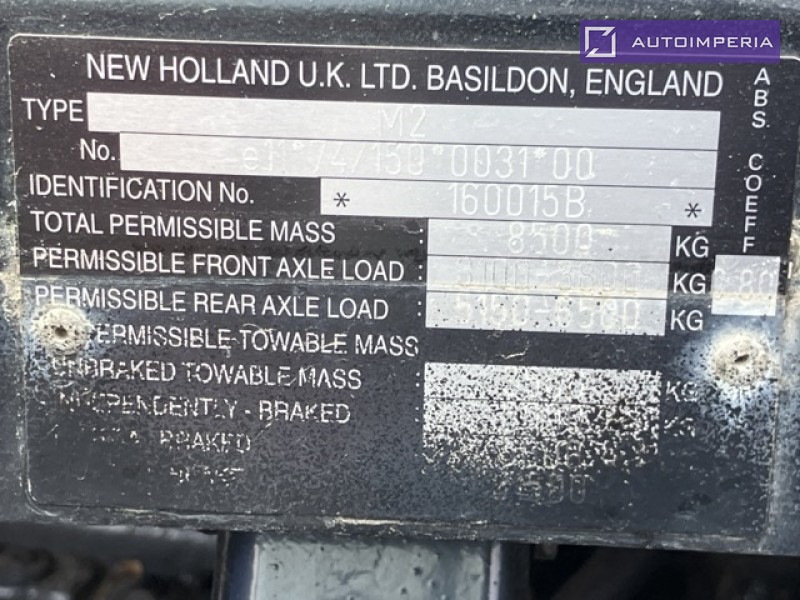 AUTOIMPERIA
NEW HOLLAND U.K. LTD. BASILDON, ENGLAND
TYPE M2
No. e11*74/150*0031*00
IDENTIFICATION No. * 160015B *
TOTAL PERMISSIBLE MASS : 8500 KG
PERMISSIBLE FRONT AXLE LOAD : KG
PERMISSIBLE REAR AXLE LOAD : KG
PERMISSIBLE TOWABLE MASS
UNBRAKED TOWABLE MASS : KG
INDEPENDENTLY - BRAKED : KG
BRAKED
ABS. COEFF